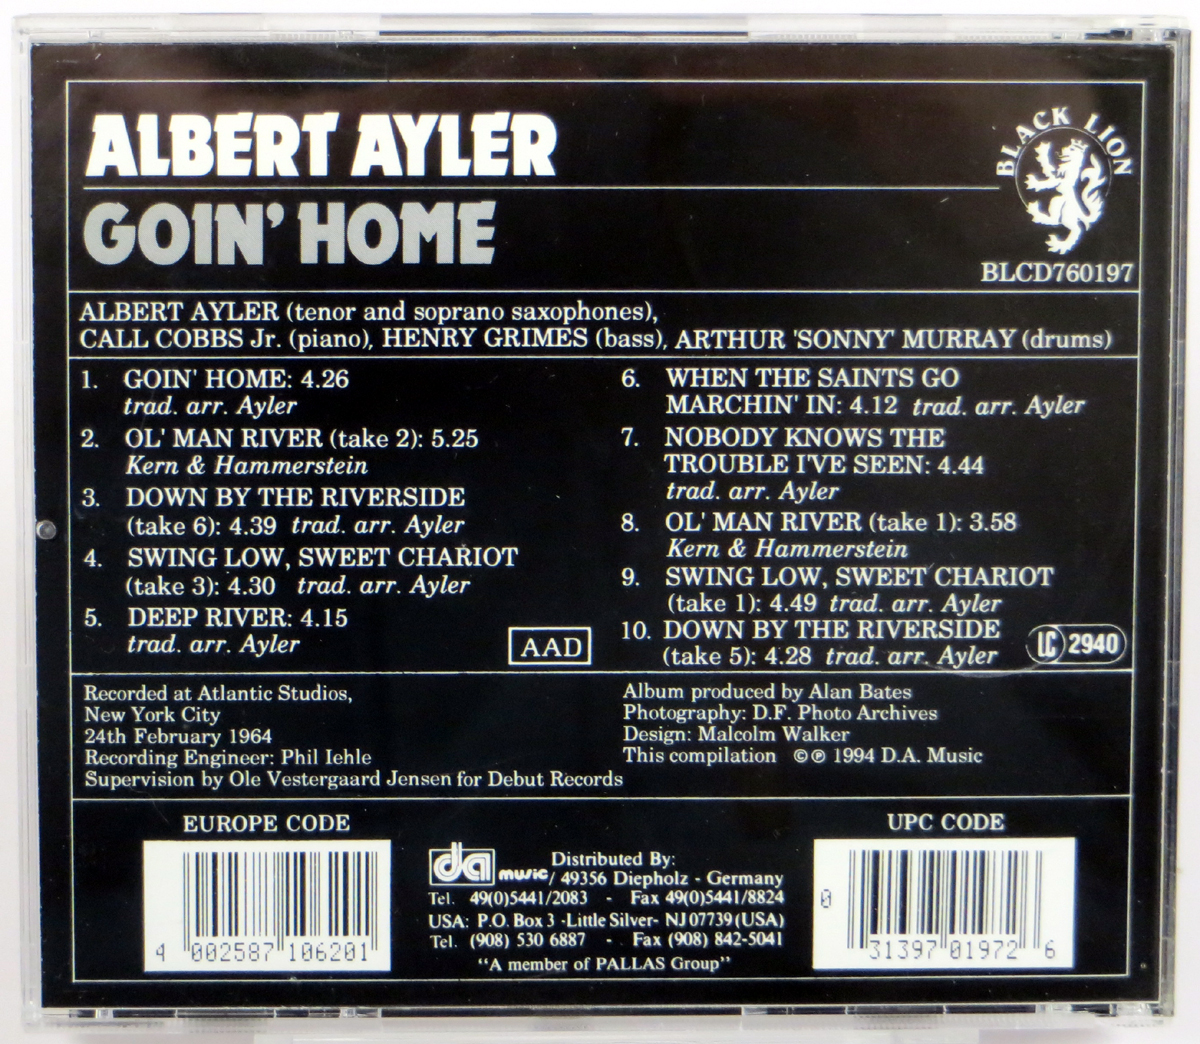 ALBERT AYLER
GOIN' HOME
BLACK LION
BLCD760197
ALBERT AYLER (tenor and soprano saxophones),
CALL COBBS Jr. (piano), HENRY GRIMES (bass), ARTHUR 'SONNY' MURRAY (drums)
1. GOIN' HOME: 4.26
trad. arr. Ayler
2. OL' MAN RIVER (take 2): 5.25
Kern & Hammerstein
3. DOWN BY THE RIVERSIDE
(take 6): 4.39 trad. arr. Ayler
4. SWING LOW, SWEET CHARIOT
(take 3): 4.30 trad. arr. Ayler
5. DEEP RIVER: 4.15
trad. arr. Ayler
AAD
6. WHEN THE SAINTS GO
MARCHIN' IN: 4.12 trad. arr. Ayler
7. NOBODY KNOWS THE
TROUBLE I'VE SEEN: 4.44
trad. arr. Ayler
8. OL' MAN RIVER (take 1): 3.58
Kern & Hammerstein
9. SWING LOW, SWEET CHARIOT
(take 1): 4.49 trad. arr. Ayler
10. DOWN BY THE RIVERSIDE
(take 5): 4.28 trad. arr. Ayler
LC 2940
Recorded at Atlantic Studios,
New York City
24th February 1964
Recording Engineer: Phil Iehle
Supervision by Ole Vestergaard Jensen for Debut Records
Album produced by Alan Bates
Photography: D.F. Photo Archives
Design: Malcolm Walker
This compilation ©℗ 1994 D.A. Music
EUROPE CODE
4 002587 106201
da music
Distributed By:
/ 49356 Diepholz - Germany
Tel. 49(0)5441/2083 - Fax 49(0)5441/8824
USA: P.O. Box 3 -Little Silver- NJ 07739 (USA)
Tel. (908) 530 6887 - Fax (908) 842-5041
"A member of PALLAS Group"
UPC CODE
0 31397 01972 6